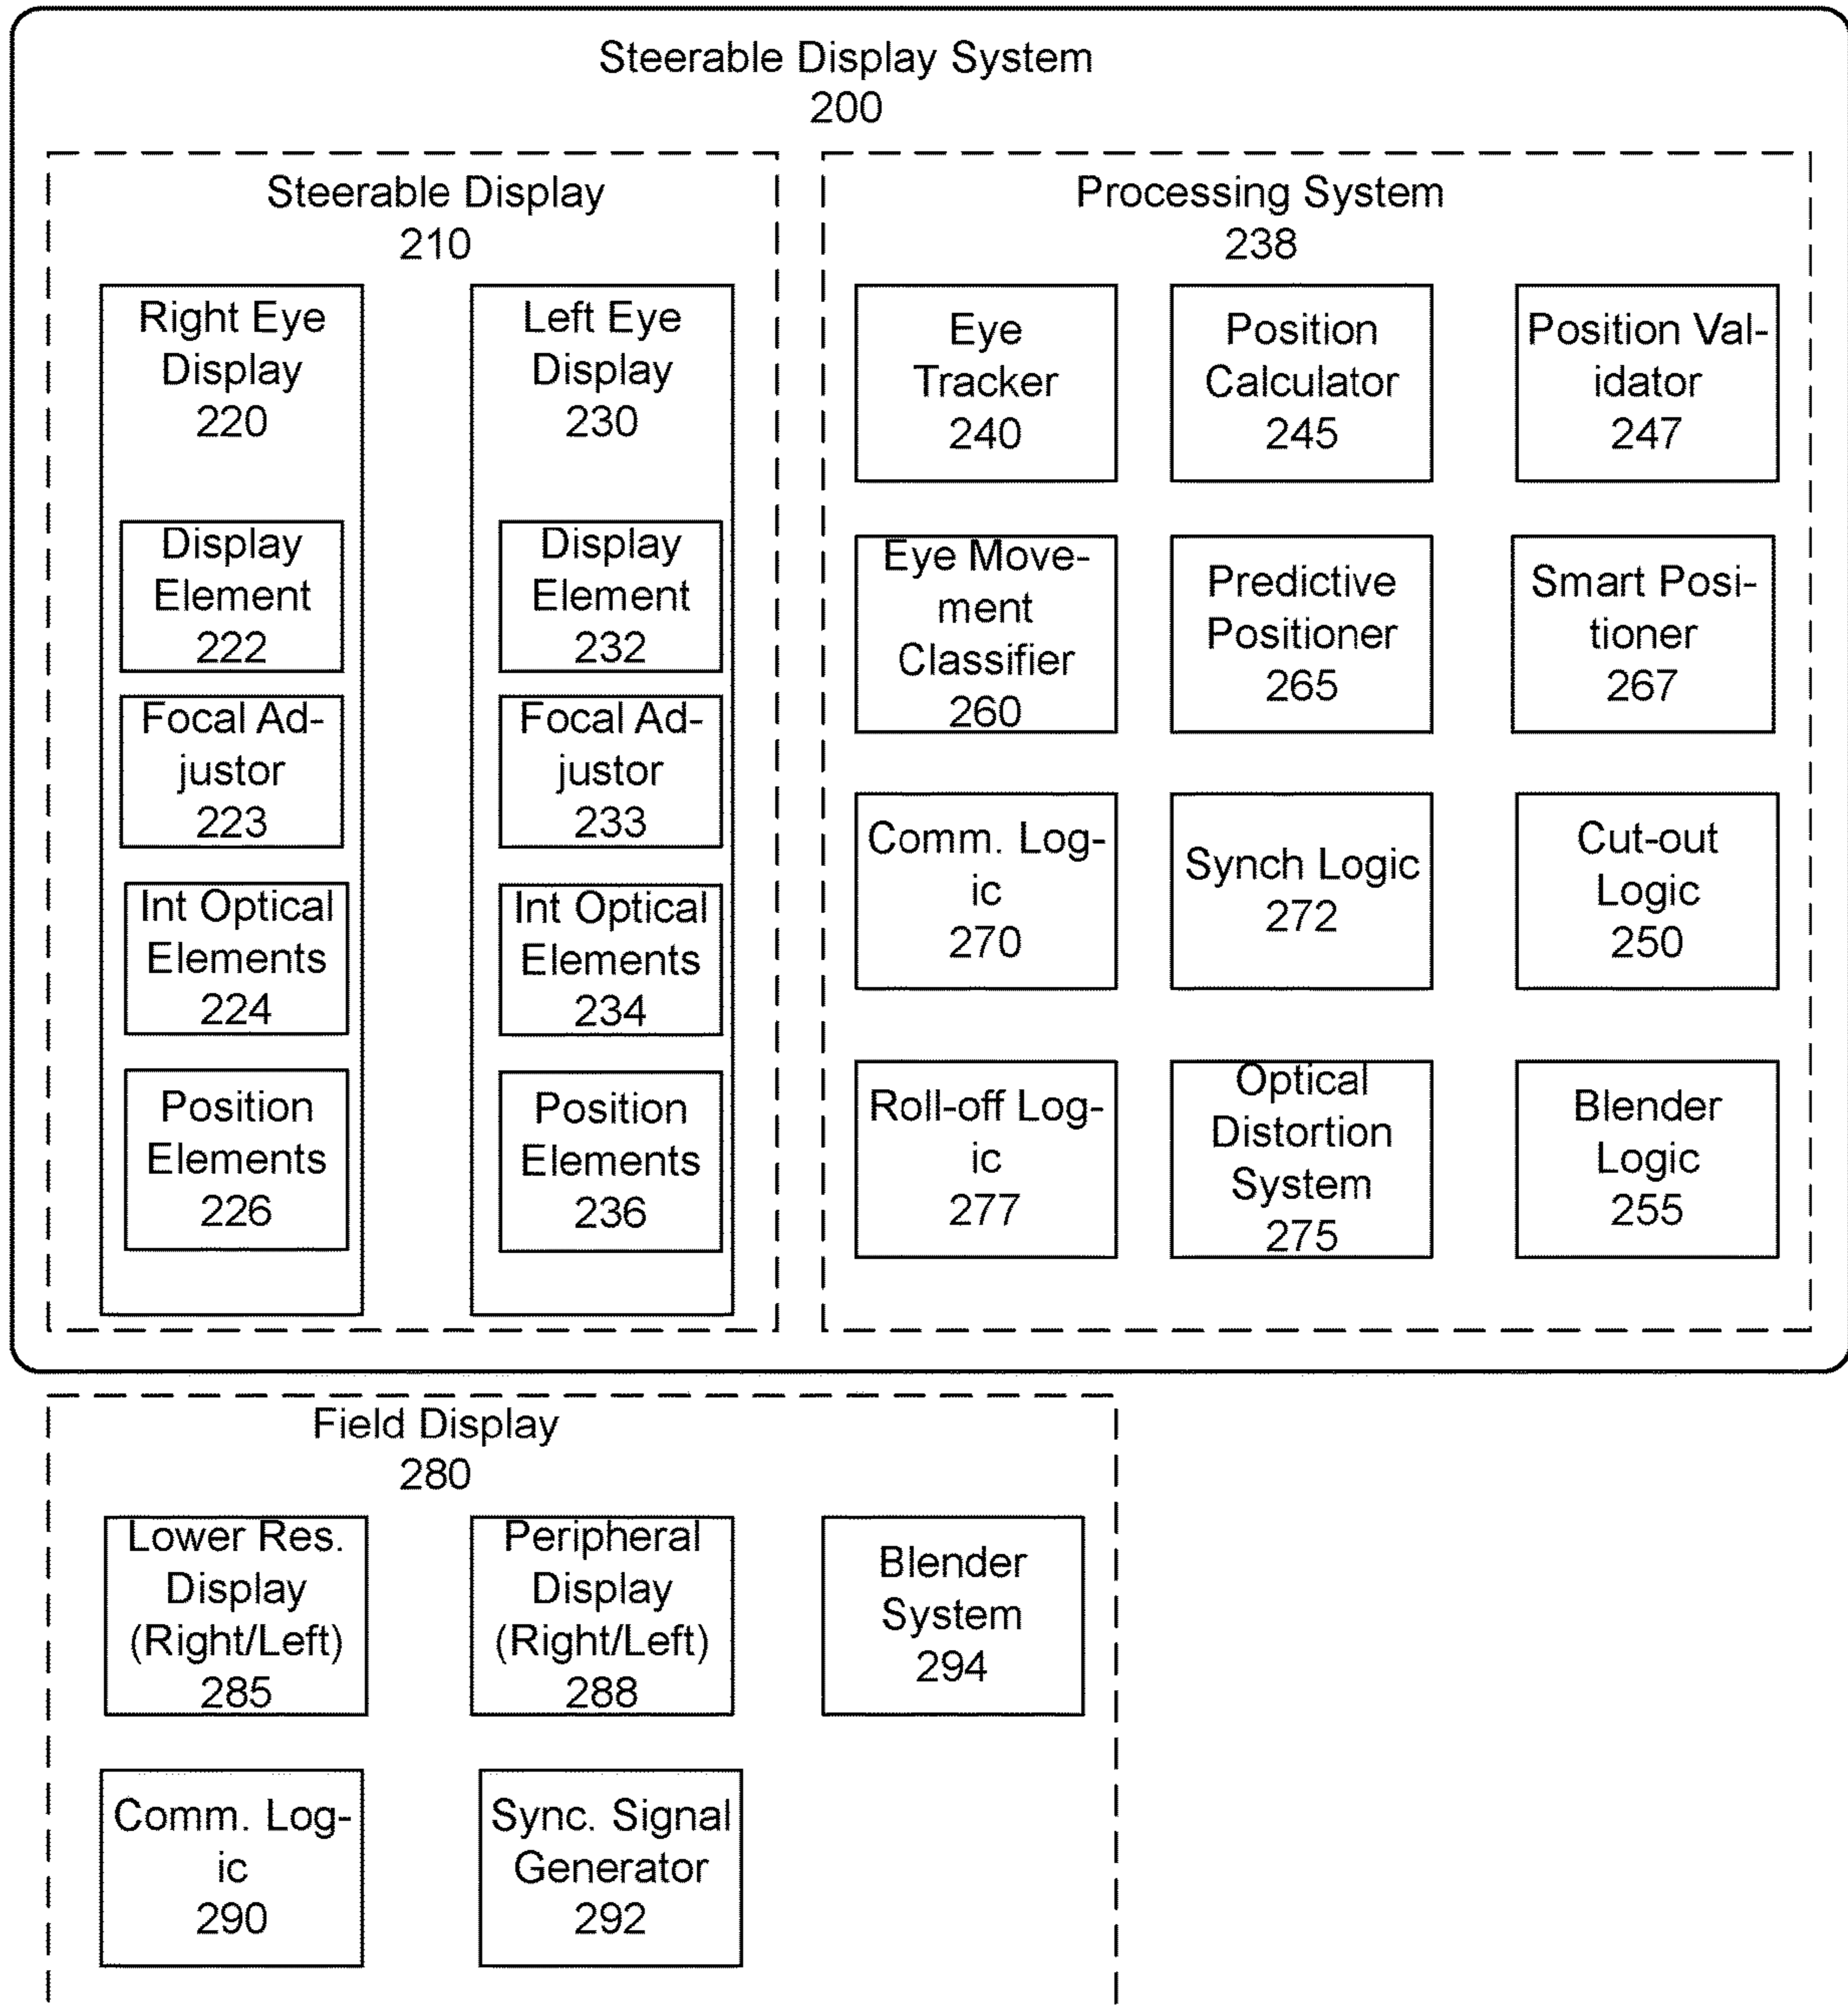 Steerable Display System
200
Steerable Display
210
Right Eye
Display
220
Display
Element
222
Focal Ad-
justor
223
Int Optical
Elements
224
Position
Elements
226
Left Eye
Display
230
Display
Element
232
Focal Ad-
justor
233
Int Optical
Elements
234
Position
Elements
236
Processing System
238
Eye
Tracker
240
Position
Calculator
245
Position Val-
idator
247
Eye Move-
ment
Classifier
260
Predictive
Positioner
265
Smart Posi-
tioner
267
Comm. Log-
ic
270
Synch Logic
272
Cut-out
Logic
250
Roll-off Log-
ic
277
Optical
Distortion
System
275
Blender
Logic
255
Field Display
280
Lower Res.
Display
(Right/Left)
285
Peripheral
Display
(Right/Left)
288
Blender
System
294
Comm. Log-
ic
290
Sync. Signal
Generator
292